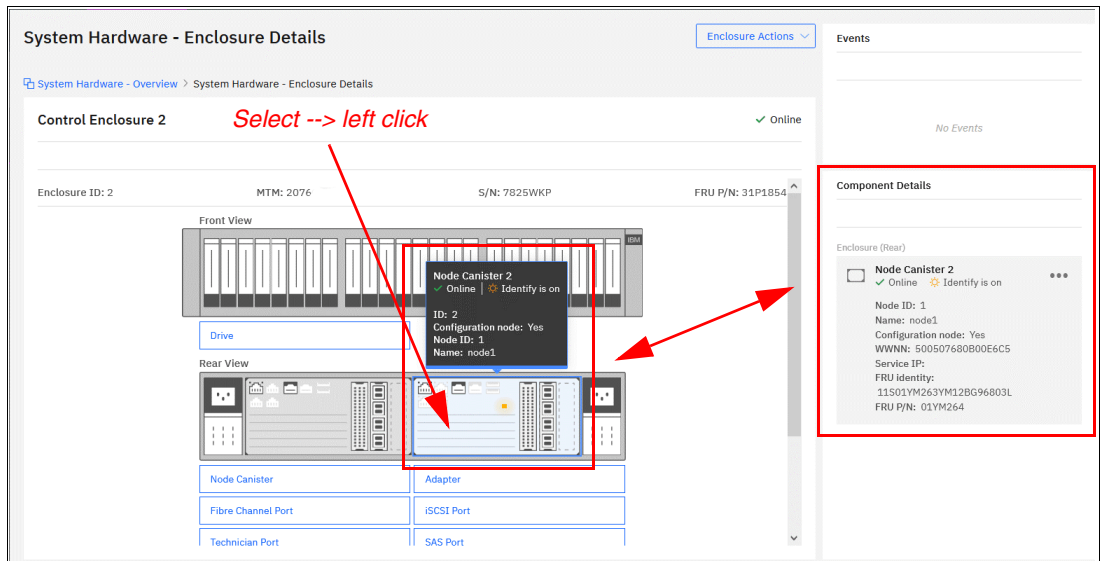 System Hardware - Enclosure Details
Enclosure Actions
System Hardware - Overview > System Hardware - Enclosure Details
Control Enclosure 2
Select --> left click
Online
Enclosure ID: 2
MTM: 2076
S/N: 7825WKP
FRU P/N: 31P1854
Front View
IBM
Node Canister 2
Online | Identify is on
ID: 2
Configuration node: Yes
Node ID: 1
Name: node1
Drive
Rear View
Node Canister
Adapter
Fibre Channel Port
iSCSI Port
Technician Port
SAS Port
Events
No Events
Component Details
Enclosure (Rear)
Node Canister 2
Online Identify is on
Node ID: 1
Name: node1
Configuration node: Yes
WWNN: 500507680B00E6C5
Service IP:
FRU identity:
11S01YM263YM12BG96803L
FRU P/N: 01YM264